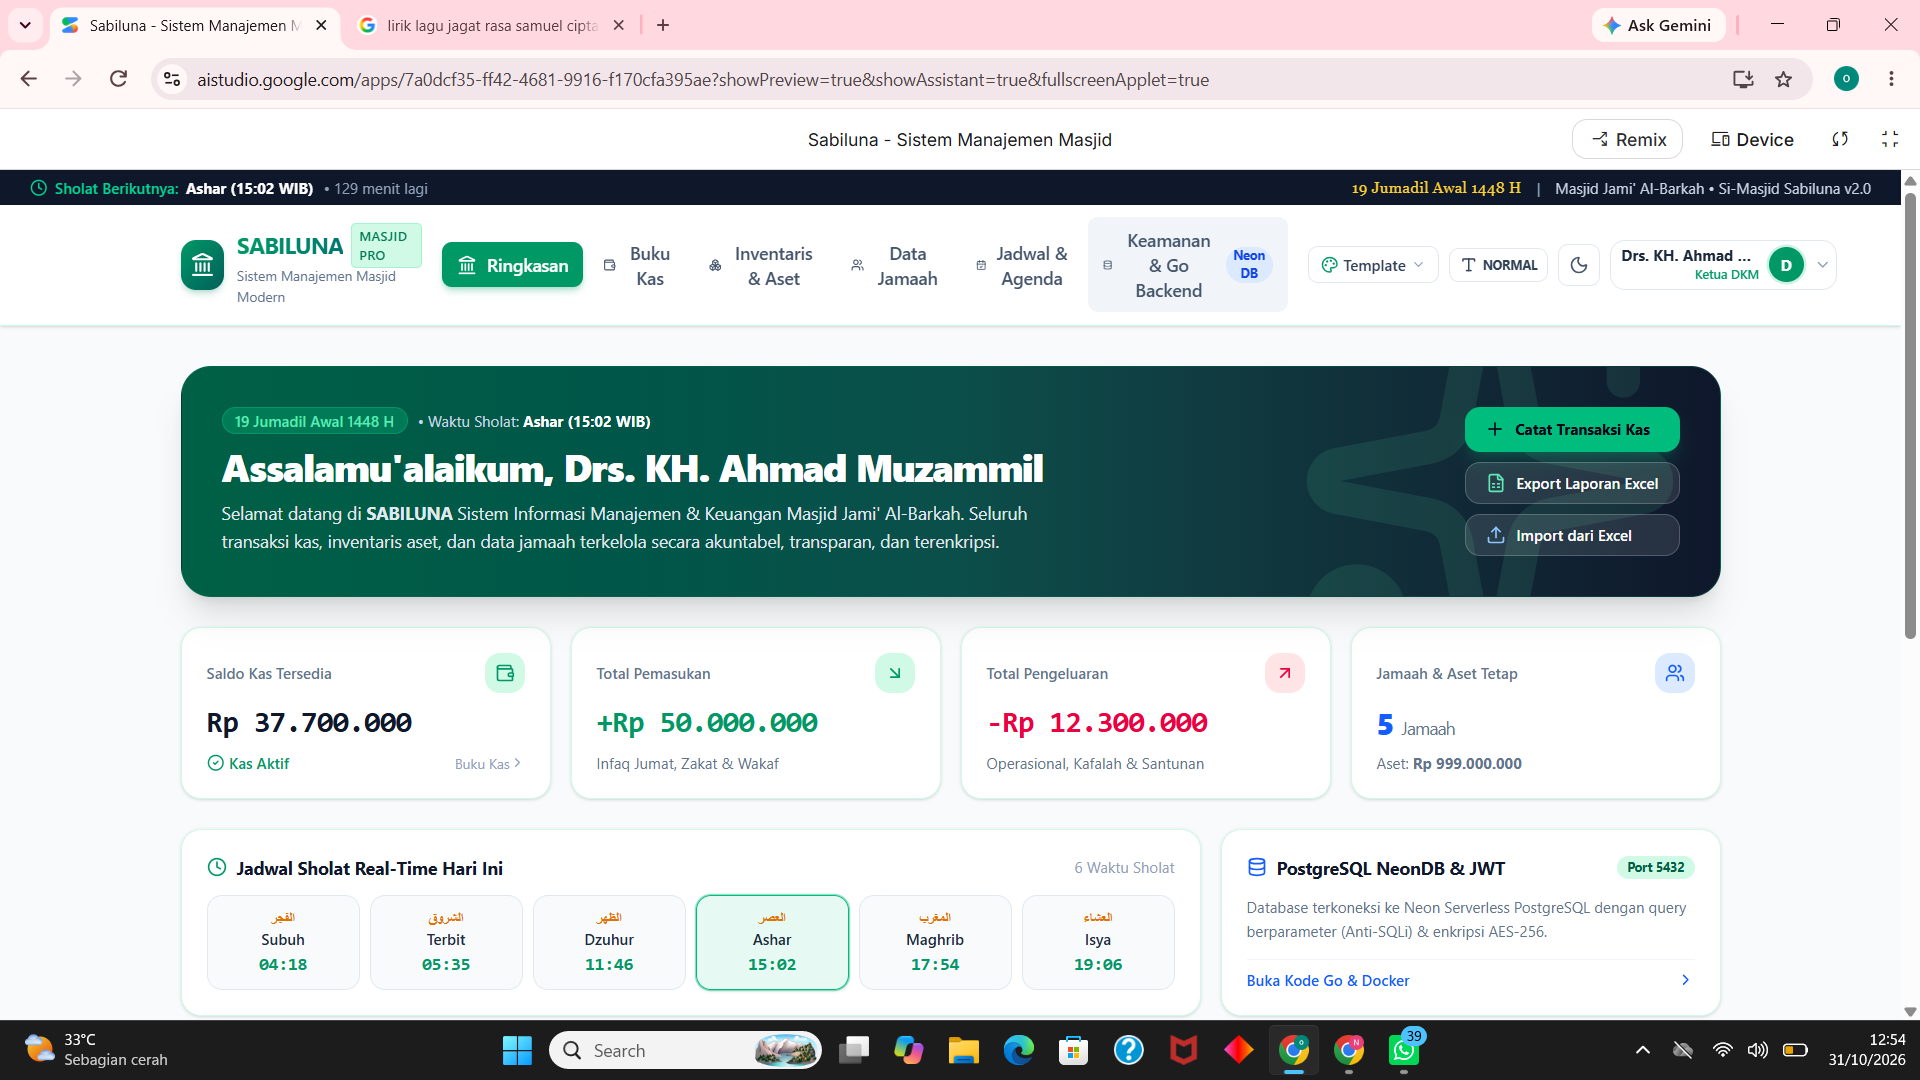 Sabiluna - Sistem Manajemen M
lirik lagu jagat rasa samuel cipta
Ask Gemini
aistudio.google.com/apps/7a0dcf35-ff42-4681-9916-f170cfa395ae?showPreview=true&showAssistant=true&fullscreenApplet=true
Sabiluna - Sistem Manajemen Masjid
Remix
Device
Sholat Berikutnya: Ashar (15:02 WIB) • 129 menit lagi
19 Jumadil Awal 1448 H | Masjid Jami' Al-Barkah • Si-Masjid Sabiluna v2.0
SABILUNA
MASJID PRO
Sistem Manajemen Masjid
Modern
Ringkasan
Buku
Kas
Inventaris
& Aset
Data
Jamaah
Jadwal &
Agenda
Keamanan
& Go
Backend
Neon
DB
Template
NORMAL
Drs. KH. Ahmad ...
Ketua DKM
D
19 Jumadil Awal 1448 H • Waktu Sholat: Ashar (15:02 WIB)
Assalamu'alaikum, Drs. KH. Ahmad Muzammil
Selamat datang di SABILUNA Sistem Informasi Manajemen & Keuangan Masjid Jami' Al-Barkah. Seluruh
transaksi kas, inventaris aset, dan data jamaah terkelola secara akuntabel, transparan, dan terenkripsi.
Catat Transaksi Kas
Export Laporan Excel
Import dari Excel
Saldo Kas Tersedia
Rp 37.700.000
Kas Aktif
Buku Kas
Total Pemasukan
+Rp 50.000.000
Infaq Jumat, Zakat & Wakaf
Total Pengeluaran
-Rp 12.300.000
Operasional, Kafalah & Santunan
Jamaah & Aset Tetap
5 Jamaah
Aset: Rp 999.000.000
Jadwal Sholat Real-Time Hari Ini
6 Waktu Sholat
الفجر
Subuh
04:18
الشروق
Terbit
05:35
الظهر
Dzuhur
11:46
العصر
Ashar
15:02
المغرب
Maghrib
17:54
العشاء
Isya
19:06
PostgreSQL NeonDB & JWT
Port 5432
Database terkoneksi ke Neon Serverless PostgreSQL dengan query
berparameter (Anti-SQLi) & enkripsi AES-256.
Buka Kode Go & Docker
33°C
Sebagian cerah
Search
39
12:54
31/10/2026